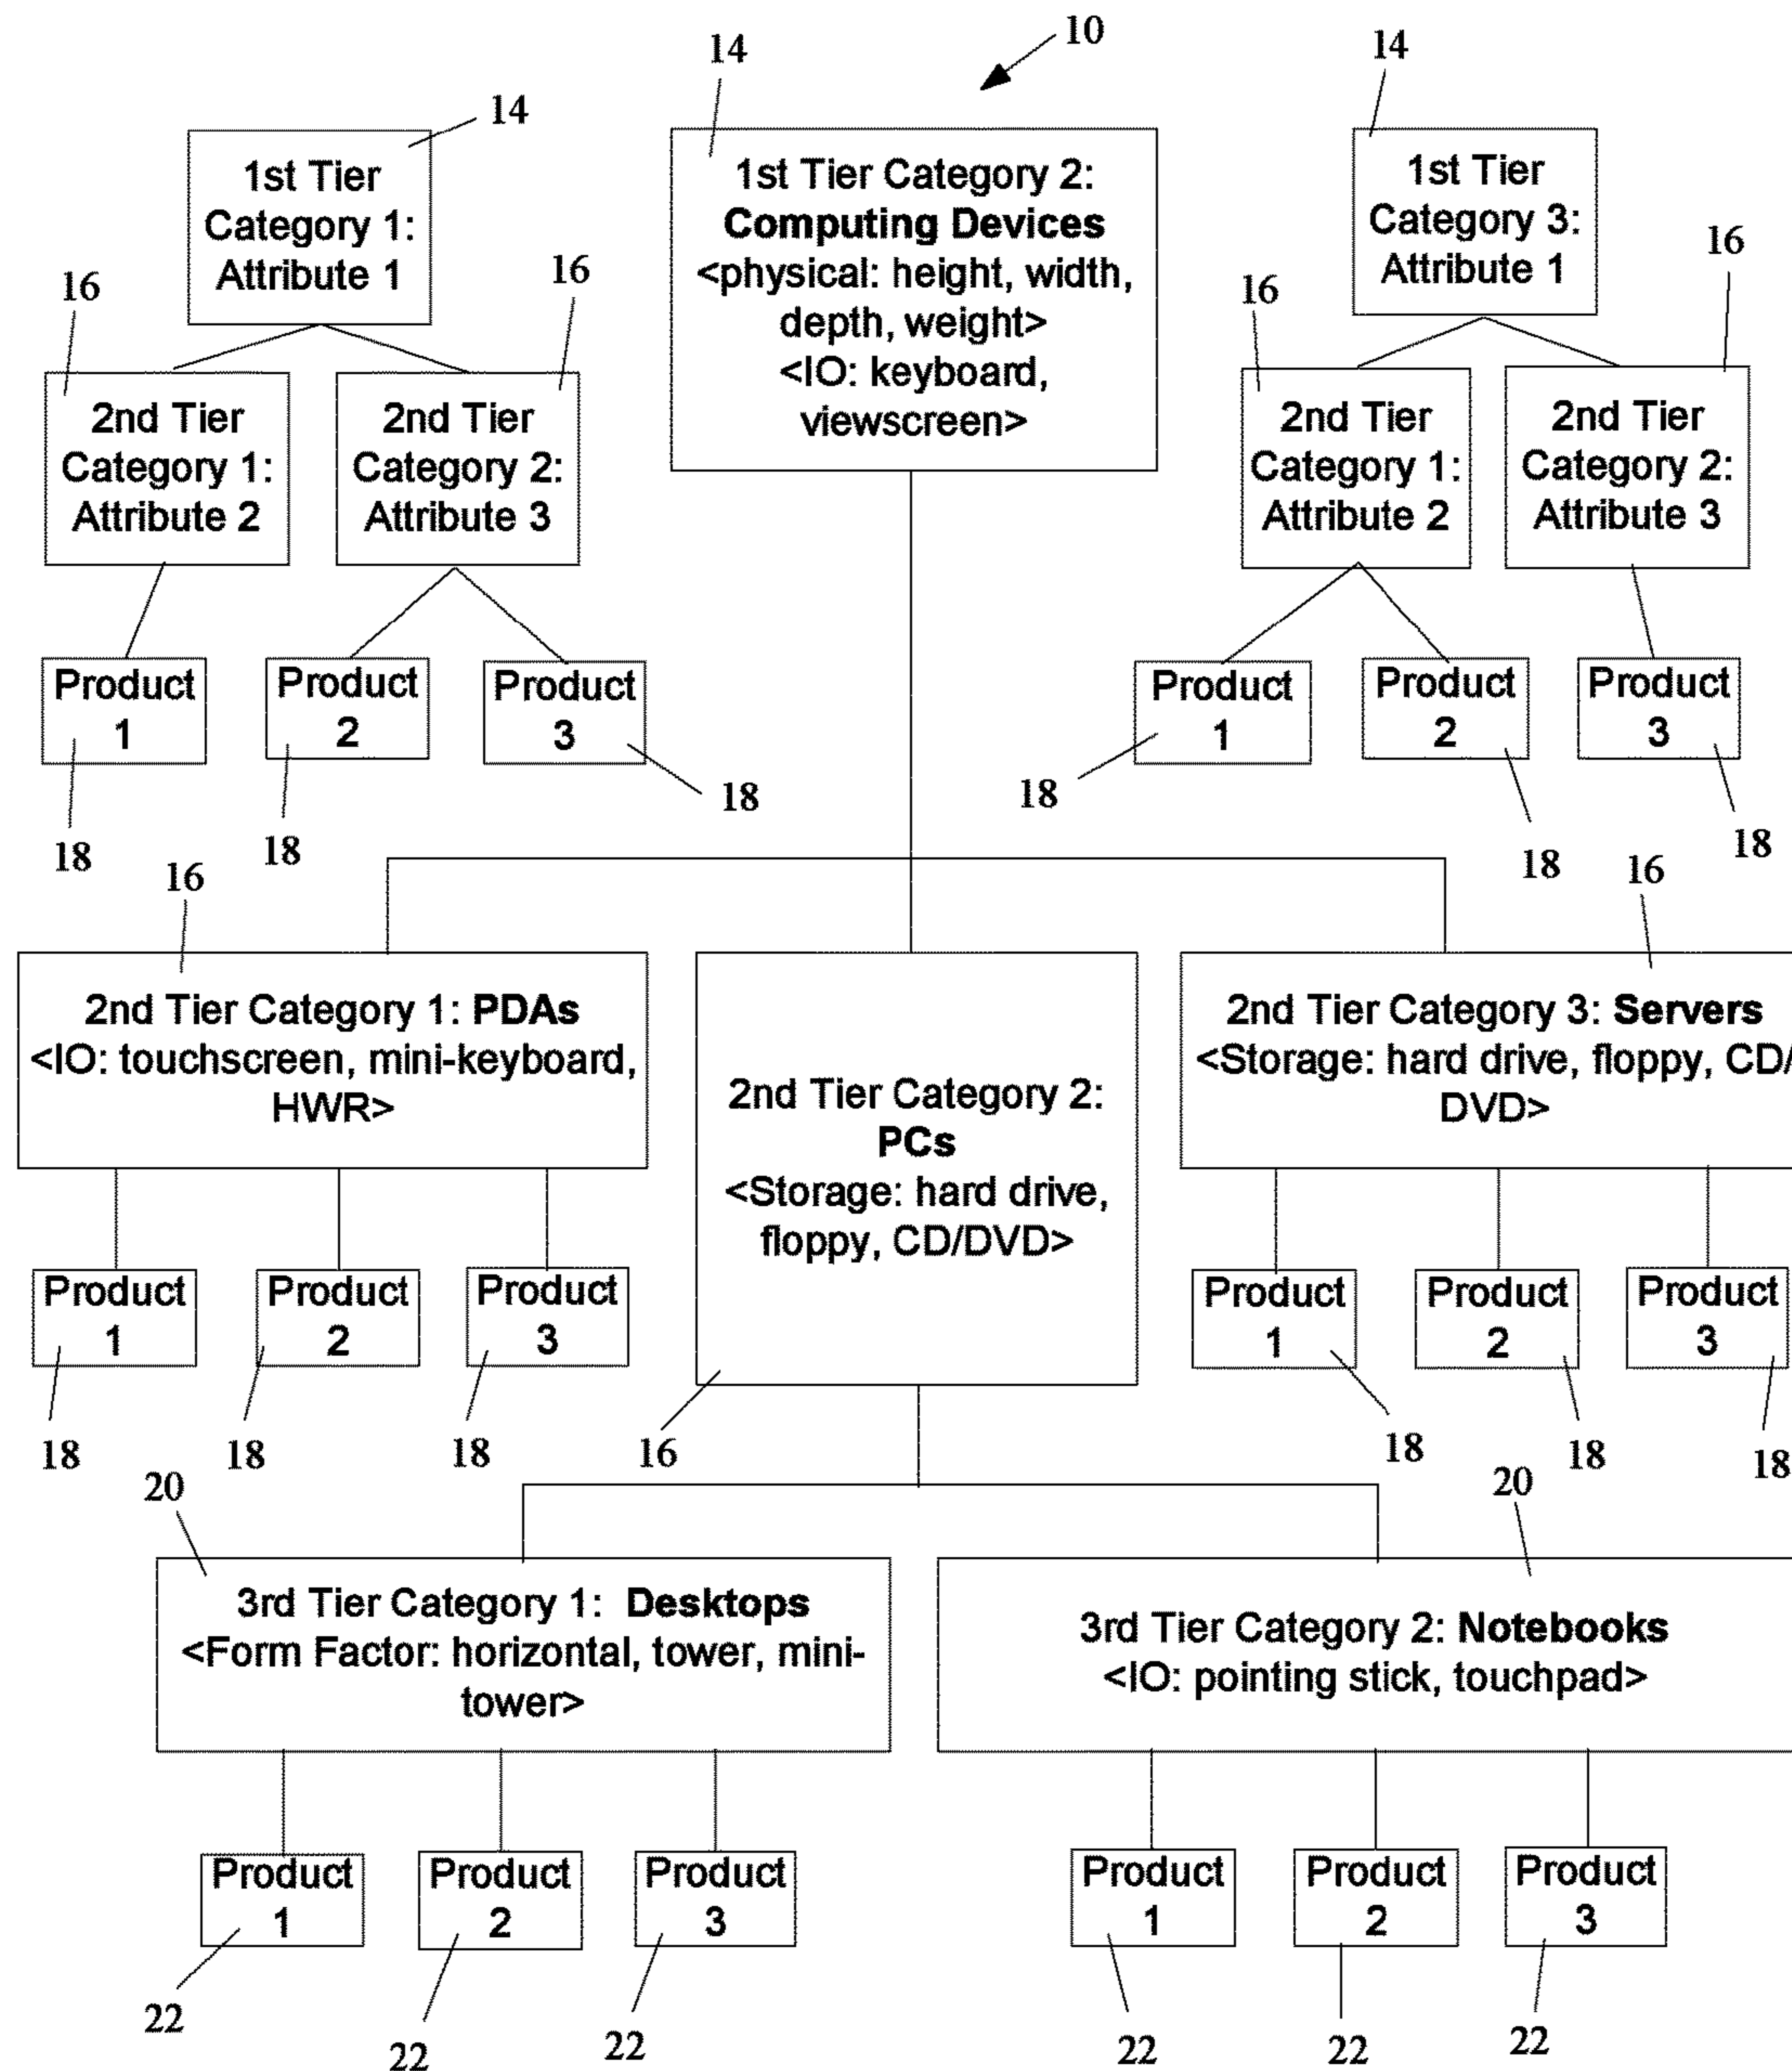 10
14
14
14
1st Tier
Category 1:
Attribute 1
1st Tier Category 2:
Computing Devices
<physical: height, width,
depth, weight>
<IO: keyboard,
viewscreen>
1st Tier
Category 3:
Attribute 1
16
16
16
16
2nd Tier
Category 1:
Attribute 2
2nd Tier
Category 2:
Attribute 3
2nd Tier
Category 1:
Attribute 2
2nd Tier
Category 2:
Attribute 3
Product
1
Product
2
Product
3
Product
1
Product
2
Product
3
18
18
18
18
18
18
16
16
2nd Tier Category 1: PDAs
<IO: touchscreen, mini-keyboard,
HWR>
2nd Tier Category 2:
PCs
<Storage: hard drive,
floppy, CD/DVD>
2nd Tier Category 3: Servers
<Storage: hard drive, floppy, CD/
DVD>
Product
1
Product
2
Product
3
Product
1
Product
2
Product
3
18
18
18
16
18
18
18
20
20
3rd Tier Category 1: Desktops
<Form Factor: horizontal, tower, mini-
tower>
3rd Tier Category 2: Notebooks
<IO: pointing stick, touchpad>
Product
1
Product
2
Product
3
Product
1
Product
2
Product
3
22
22
22
22
22
22